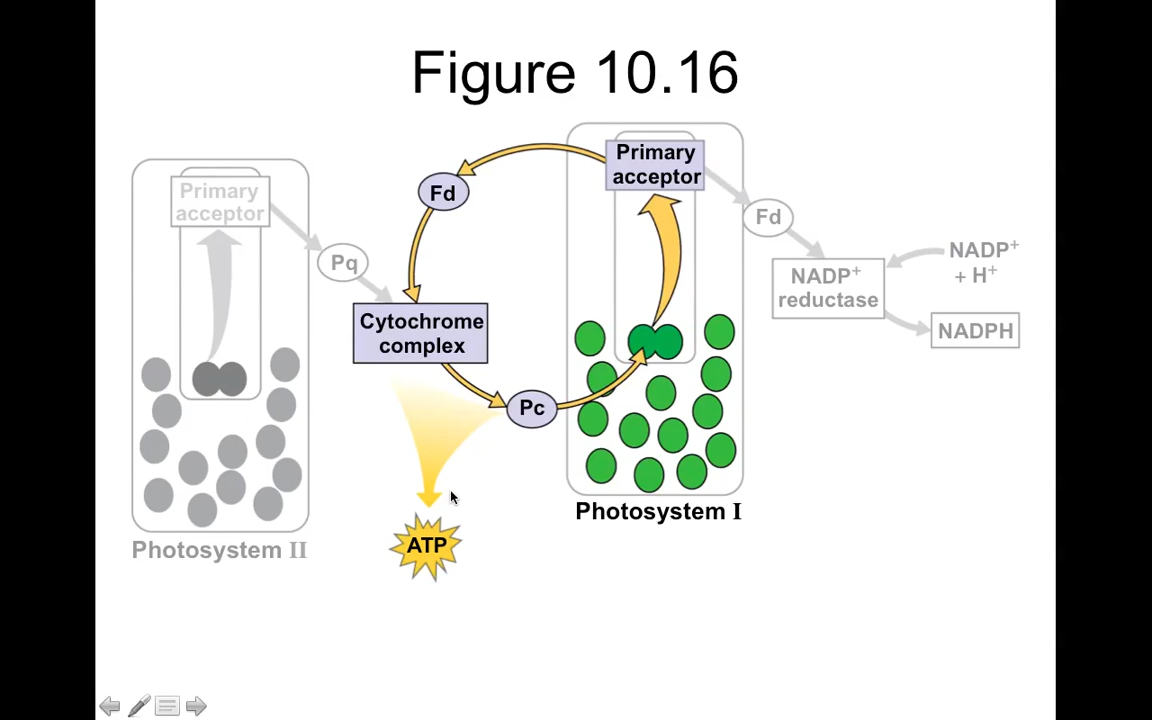 Figure 10.16
Primary
acceptor
Pq
Fd
Cytochrome
complex
Pc
ATP
Photosystem II
Primary
acceptor
Photosystem I
Fd
NADP⁺
reductase
NADP⁺
+ H⁺
NADPH